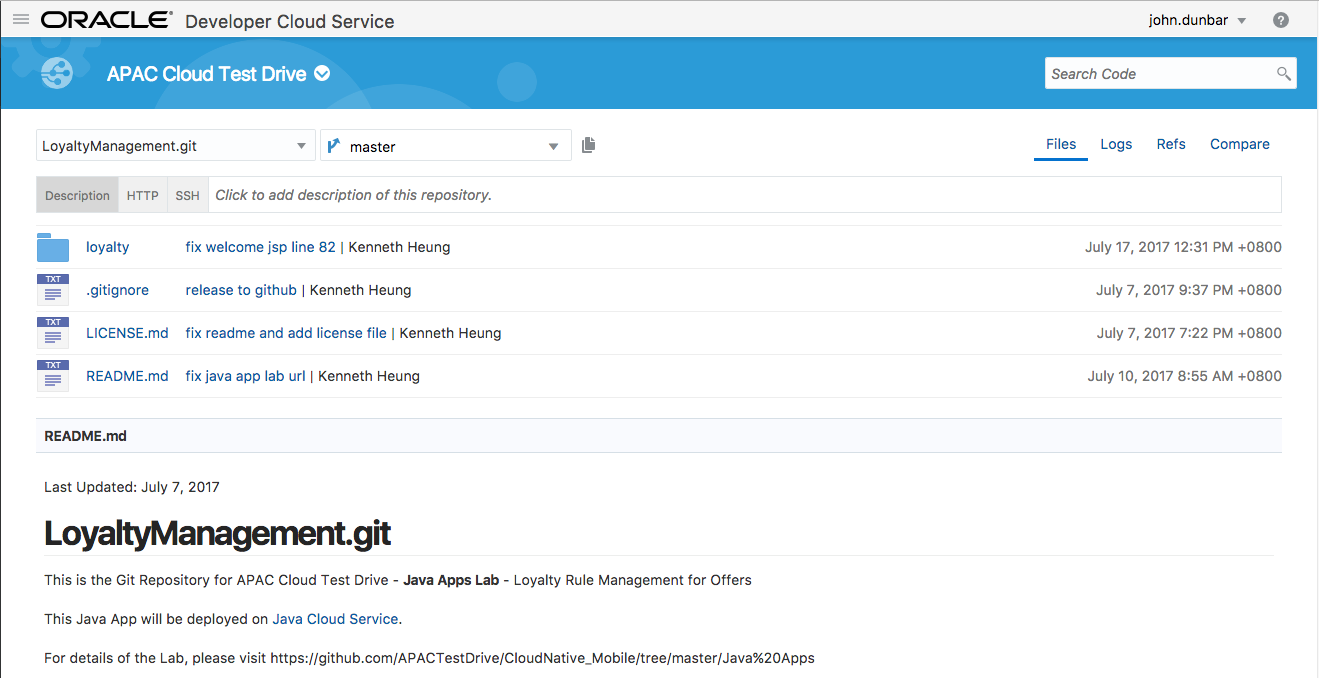 ORACLE® Developer Cloud Service
john.dunbar
?
APAC Cloud Test Drive
Search Code
LoyaltyManagement.git
master
Files Logs Refs Compare
Description HTTP SSH Click to add description of this repository.
loyalty fix welcome jsp line 82 | Kenneth Heung July 17, 2017 12:31 PM +0800
TXT .gitignore release to github | Kenneth Heung July 7, 2017 9:37 PM +0800
TXT LICENSE.md fix readme and add license file | Kenneth Heung July 7, 2017 7:22 PM +0800
TXT README.md fix java app lab url | Kenneth Heung July 10, 2017 8:55 AM +0800
README.md
Last Updated: July 7, 2017
LoyaltyManagement.git
This is the Git Repository for APAC Cloud Test Drive - Java Apps Lab - Loyalty Rule Management for Offers
This Java App will be deployed on Java Cloud Service.
For details of the Lab, please visit https://github.com/APACTestDrive/CloudNative_Mobile/tree/master/Java%20Apps